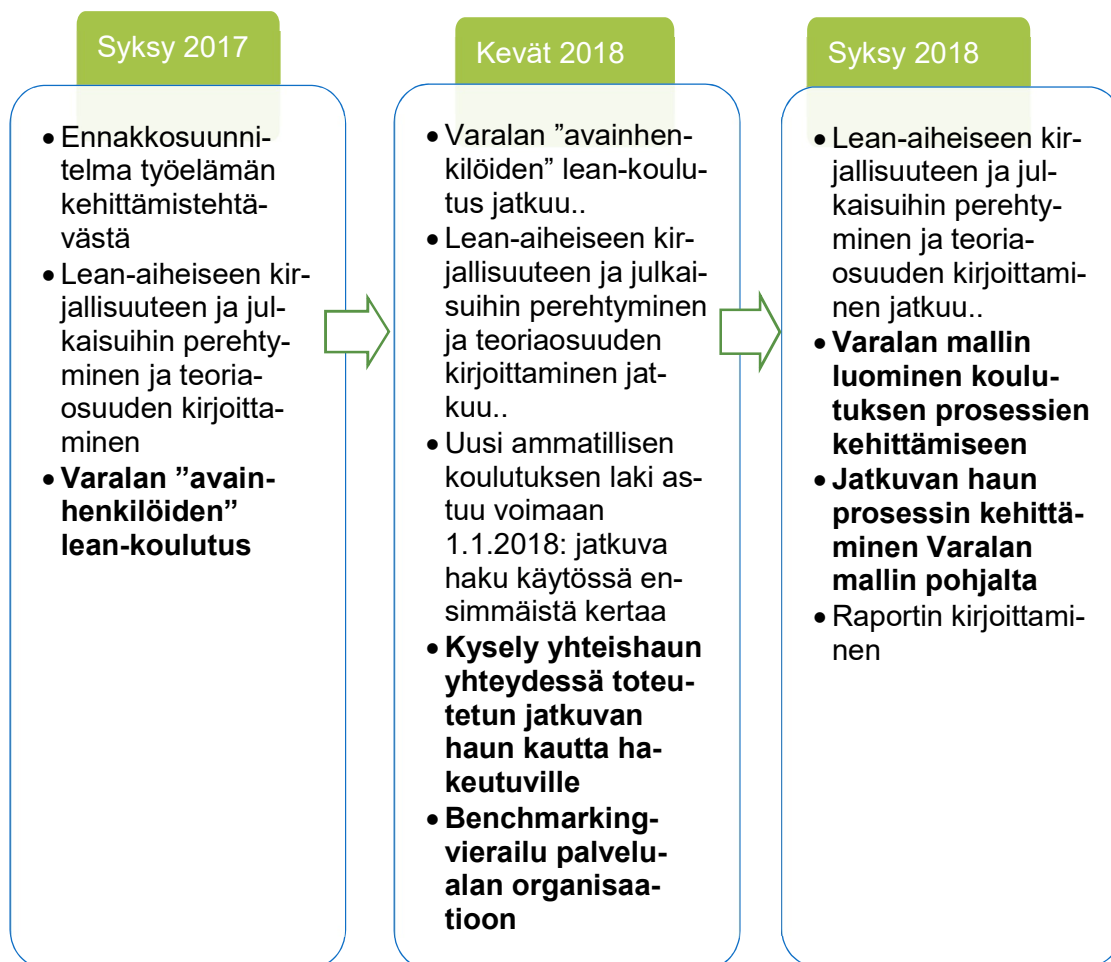 Syksy 2017
• Ennakkosuunni-
telma työelämän
kehittämistehtä-
västä
• Lean-aiheiseen kir-
jallisuuteen ja jul-
kaisuihin perehty-
minen ja teoria-
osuuden kirjoitta-
minen
• Varalan ”avain-
henkilöiden”
lean-koulutus
Kevät 2018
• Varalan ”avainhen-
kilöiden” lean-koulu-
tus jatkuu..
• Lean-aiheiseen kir-
jallisuuteen ja julkai-
suihin perehtyminen
ja teoriaosuuden
kirjoittaminen jat-
kuu..
• Uusi ammatillisen
koulutuksen laki as-
tuu voimaan
1.1.2018: jatkuva
haku käytössä en-
simmäistä kertaa
• Kysely yhteishaun
yhteydessä toteu-
tetun jatkuvan
haun kautta ha-
keutuville
• Benchmarking-
vierailu palvelu-
alan organisaa-
tioon
Syksy 2018
• Lean-aiheiseen kir-
jallisuuteen ja jul-
kaisuihin perehty-
minen ja teoria-
osuuden kirjoittami-
nen jatkuu..
• Varalan mallin
luominen koulu-
tuksen prosessien
kehittämiseen
• Jatkuvan haun
prosessin kehittä-
minen Varalan
mallin pohjalta
• Raportin kirjoittami-
nen